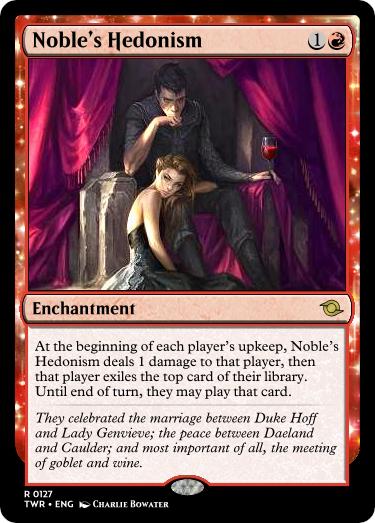 Noble's Hedonism 1
Enchantment
At the beginning of each player's upkeep, Noble's
Hedonism deals 1 damage to that player, then
that player exiles the top card of their library.
Until end of turn, they may play that card.
They celebrated the marriage between Duke Hoff
and Lady Genvieve; the peace between Daeland
and Caulder; and most important of all, the meeting
of goblet and wine.
R 0127
TWR • ENG Charlie Bowater